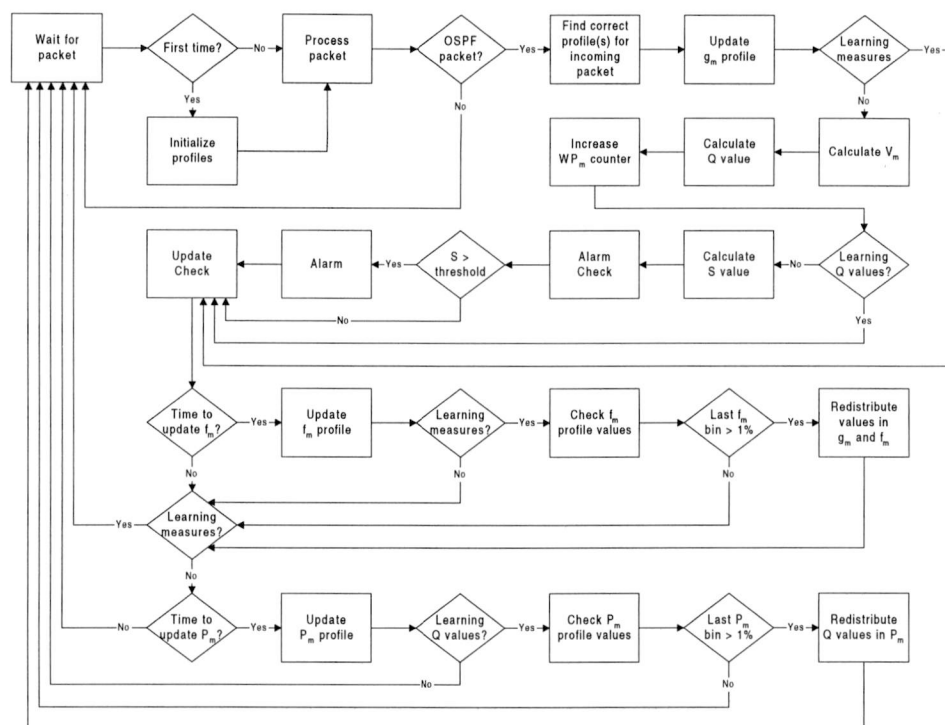 Wait for
packet
First time?
No
Process
packet
OSPF
packet?
Yes
Find correct
profile(s) for
incoming
packet
Update
gm profile
Learning
measures
Yes
Yes
No
No
Initialize
profiles
Increase
WPm counter
Calculate
Q value
Calculate Vm
Update
Check
Alarm
Yes
S >
threshold
Alarm
Check
Calculate
S value
No
Learning
Q values?
No
Yes
Time to
update fm?
Yes
Update
fm profile
Learning
measures?
Yes
Check fm
profile values
Last fm
bin > 1%
Yes
Redistribute
values in
gm and fm
No
No
No
Yes
Learning
measures?
No
No
Time to
update Pm?
Yes
Update
Pm profile
Learning
Q values?
Yes
Check Pm
profile values
Last Pm
bin > 1%
Yes
Redistribute
Q values in Pm
No
No